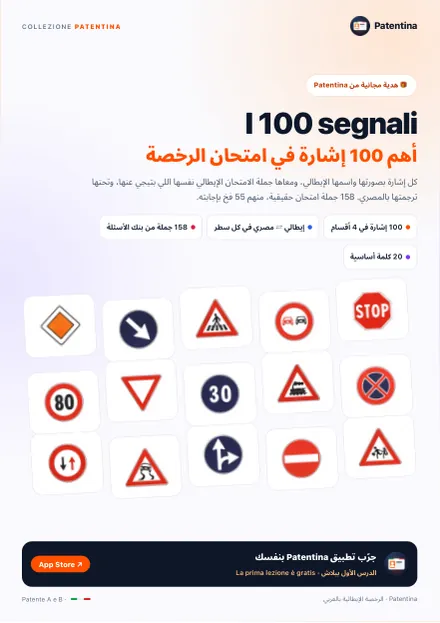 COLLEZIONE PATENTINA
Patentina
هدية مجانية من Patentina
I 100 segnali
أهم 100 إشارة في امتحان الرخصة
كل إشارة بصورتها واسمها الإيطالي، ومعاها جملة الامتحان الإيطالي نفسها اللي بتيجي عنها، وتحتها
ترجمتها بالمصري. 158 جملة امتحان حقيقية، منهم 55 فخ بإجابته.
100 إشارة في 4 أقسام
إيطالي ⇄ مصري في كل سطر
158 جملة من بنك الأسئلة
20 كلمة أساسية
STOP
80
30
جرّب تطبيق Patentina بنفسك
الدرس الأول ببلاش · La prima lezione è gratis
App Store ↗
Patente A e B ·
Patentina · الرخصة الإيطالية بالعربي